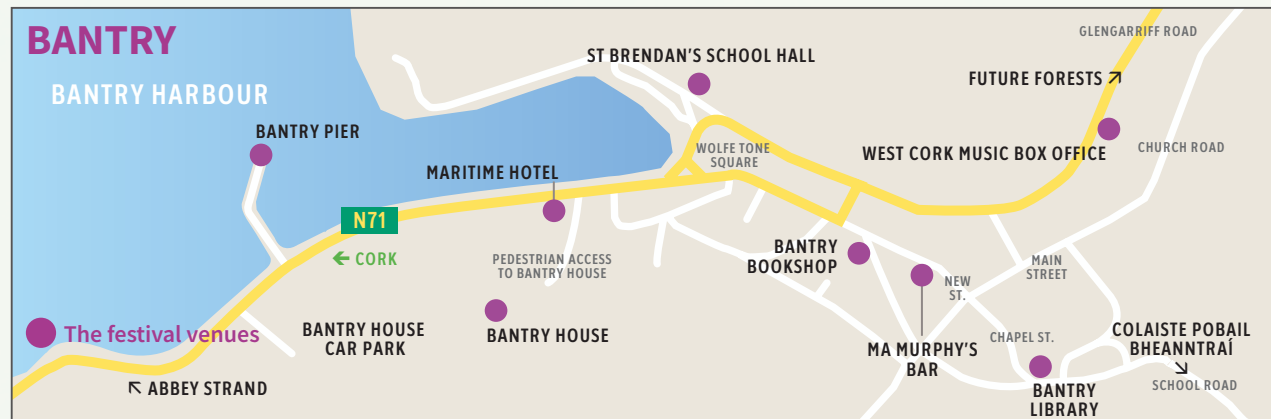 BANTRY
BANTRY HARBOUR
BANTRY PIER
ST BRENDAN'S SCHOOL HALL
GLENGARRIFF ROAD
FUTURE FORESTS ↗
WEST CORK MUSIC BOX OFFICE
CHURCH ROAD
WOLFE TONE
SQUARE
MARITIME HOTEL
N71
← CORK
PEDESTRIAN ACCESS
TO BANTRY HOUSE
BANTRY
BOOKSHOP
NEW
ST.
MAIN
STREET
The festival venues
BANTRY HOUSE
CAR PARK
BANTRY HOUSE
MA MURPHY'S
BAR
CHAPEL ST.
COLAISTE POBAIL
BHEANNTRAÍ
↘
SCHOOL ROAD
↖ ABBEY STRAND
BANTRY
LIBRARY